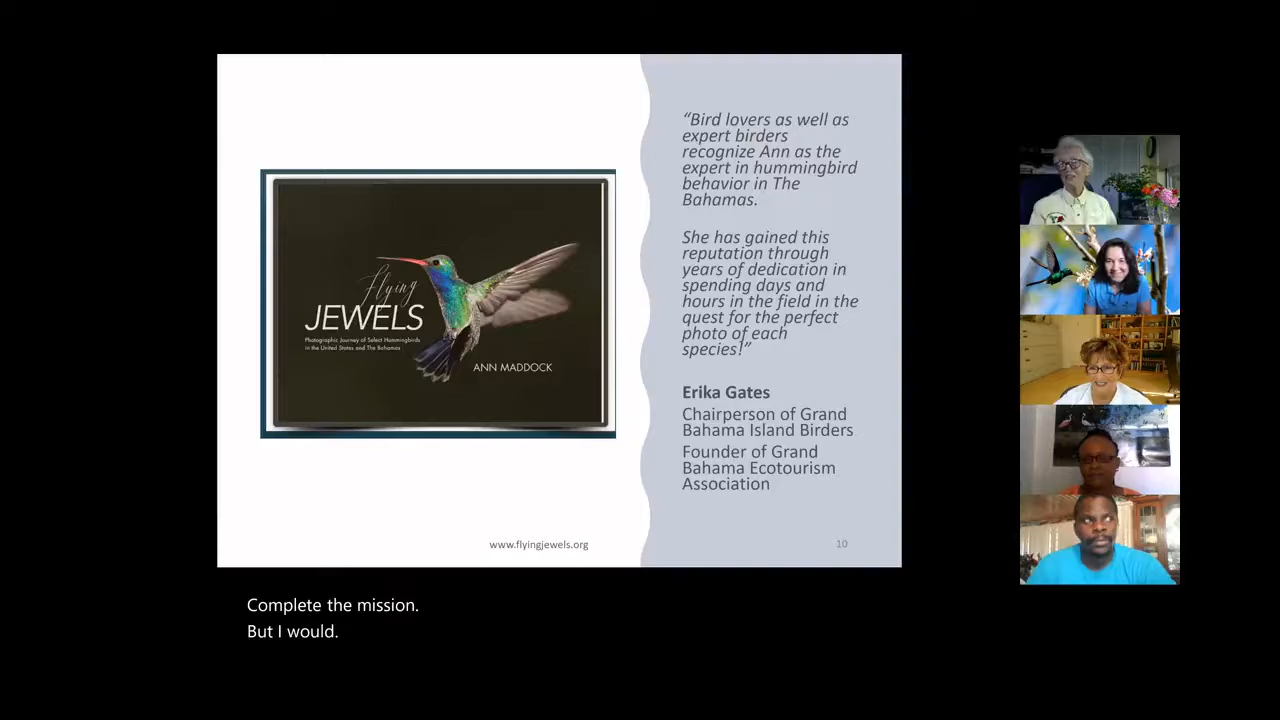 Flying
JEWELS
Photographic Journey of Select Hummingbirds
in the United States and The Bahamas
ANN MADDOCK
“Bird lovers as well as
expert birders
recognize Ann as the
expert in hummingbird
behavior in The
Bahamas.
She has gained this
reputation through
years of dedication in
spending days and
hours in the field in the
quest for the perfect
photo of each
species!”
Erika Gates
Chairperson of Grand
Bahama Island Birders
Founder of Grand
Bahama Ecotourism
Association
www.flyingjewels.org
10
Complete the mission.
But I would.